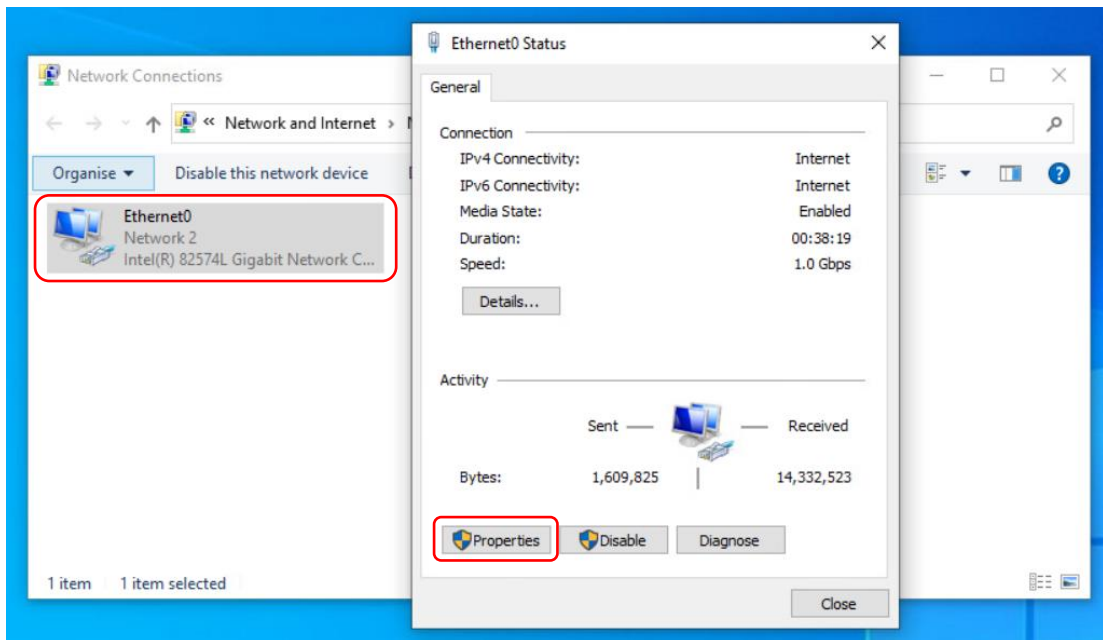 Network Connections
« Network and Internet >
Organise
Disable this network device
Ethernet0
Network 2
Intel(R) 82574L Gigabit Network C...
1 item
1 item selected
Ethernet0 Status
General
Connection
IPv4 Connectivity: Internet
IPv6 Connectivity: Internet
Media State: Enabled
Duration: 00:38:19
Speed: 1.0 Gbps
Details...
Activity
Sent — — Received
Bytes: 1,609,825 | 14,332,523
Properties
Disable
Diagnose
Close